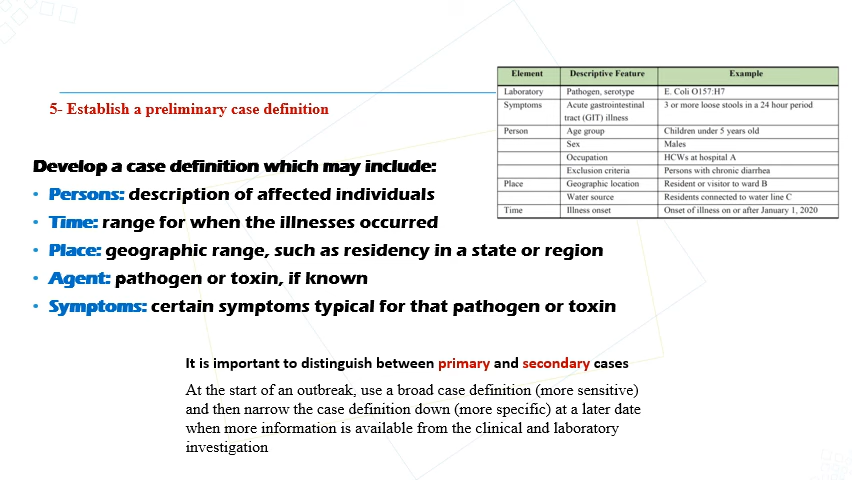 5- Establish a preliminary case definition
Element Descriptive Feature Example
Laboratory Pathogen, serotype E. Coli O157:H7
Symptoms Acute gastrointestinal 3 or more loose stools in a 24 hour period
tract (GIT) illness
Person Age group Children under 5 years old
Sex Males
Occupation HCWs at hospital A
Exclusion criteria Persons with chronic diarrhea
Place Geographic location Resident or visitor to ward B
Water source Residents connected to water line C
Time Illness onset Onset of illness on or after January 1, 2020
Develop a case definition which may include:
• Persons: description of affected individuals
• Time: range for when the illnesses occurred
• Place: geographic range, such as residency in a state or region
• Agent: pathogen or toxin, if known
• Symptoms: certain symptoms typical for that pathogen or toxin
It is important to distinguish between primary and secondary cases
At the start of an outbreak, use a broad case definition (more sensitive)
and then narrow the case definition down (more specific) at a later date
when more information is available from the clinical and laboratory
investigation